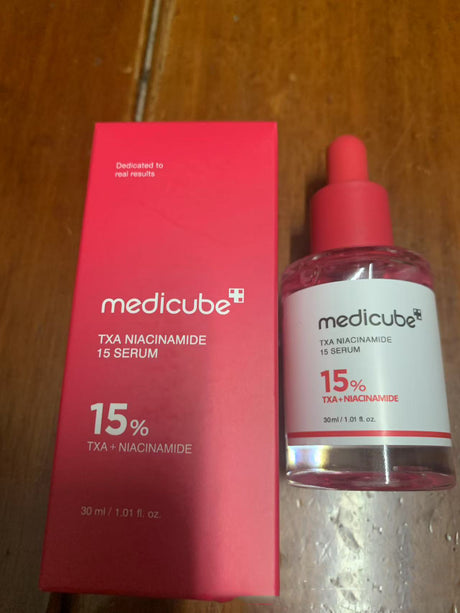 Dedicated to
real results
medicube
TXA NIACINAMIDE
15 SERUM
15%
TXA + NIACINAMIDE
30 ml / 1.01 fl. oz.
medicube
TXA NIACINAMIDE
15 SERUM
15%
TXA + NIACINAMIDE
30ml / 1.01 fl. oz.